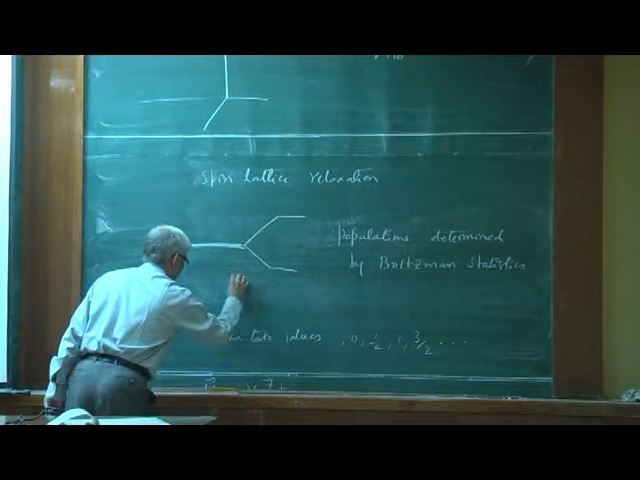 Spin lattice relaxation
populations determined
by Boltzman Statistics
can take values , 0, 1/2, 1, 3/2 ...